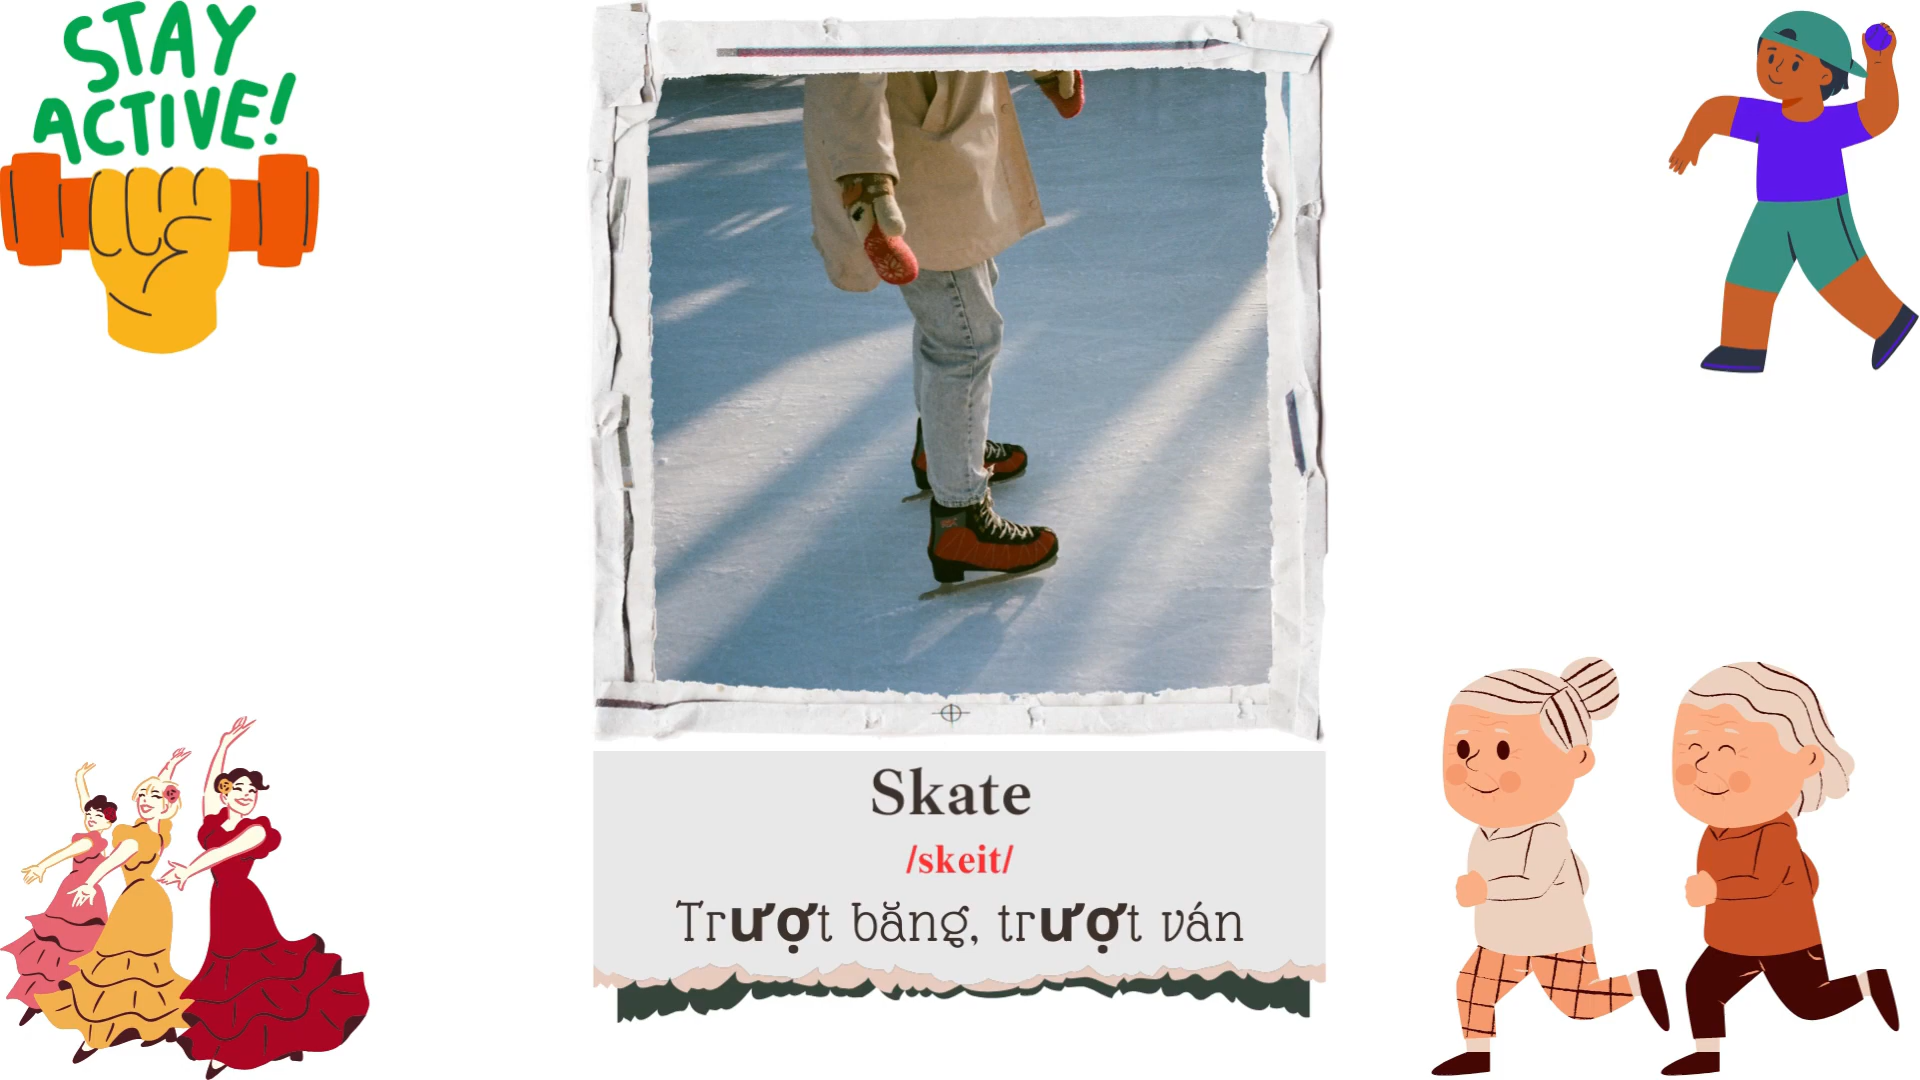 STAY
ACTIVE!
Skate
/skeit/
Trượt băng, trượt ván